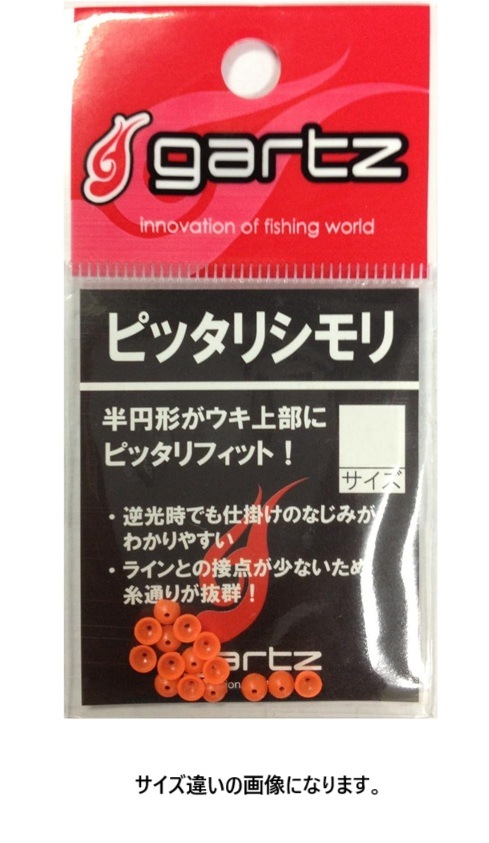 gartz
innovation of fishing world
ピッタリシモリ
半円形がウキ上部に
ピッタリフィット！
サイズ
・逆光時でも仕掛けのなじみが
わかりやすい
・ラインとの接点が少ないため
糸通りが抜群！
gartz
サイズ違いの画像になります。